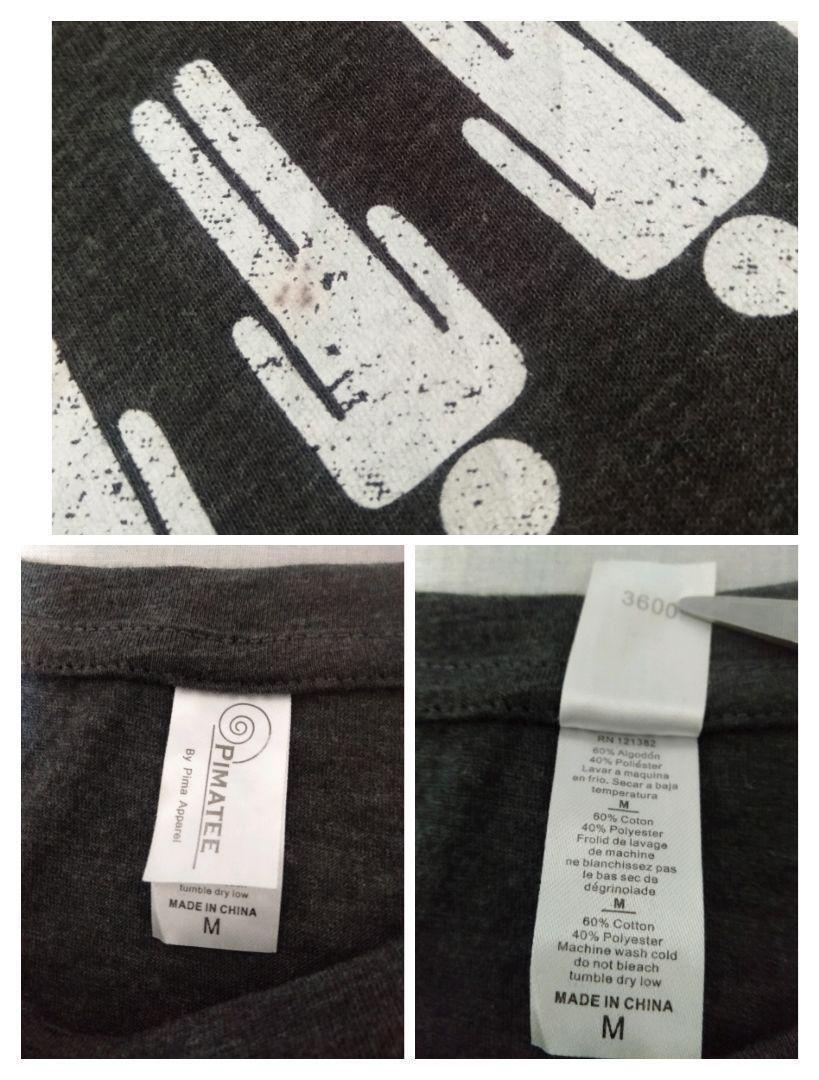 PIMATEE
By Pima Apparel
tumble dry low
MADE IN CHINA
M
3600
RN 121382
60% Algodón
40% Poliéster
Lavar a maquina
en frio. Secar a baja
temperatura
M
60% Coton
40% Polyester
Frolid de lavage
de machine
ne blanchissez pas
le bas sec de
dégrinolade
M
60% Cotton
40% Polyester
Machine wash cold
do not bleach
tumble dry low
MADE IN CHINA
M